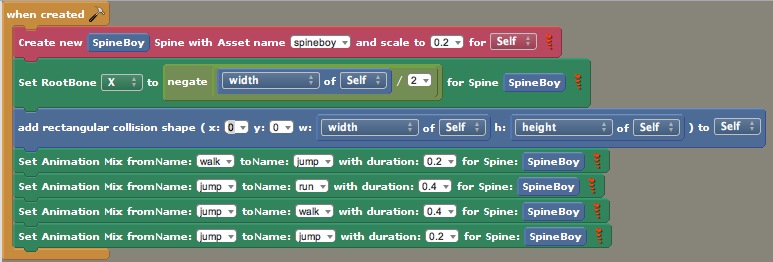 when created
Create new SpineBoy Spine with Asset name spineboy and scale to 0.2 for Self
Set RootBone X to negate width of Self / 2 for Spine SpineBoy
add rectangular collision shape ( x: 0 y: 0 w: width of Self h: height of Self ) to Self
Set Animation Mix fromName: walk toName: jump with duration: 0.2 for Spine: SpineBoy
Set Animation Mix fromName: jump toName: run with duration: 0.4 for Spine: SpineBoy
Set Animation Mix fromName: jump toName: walk with duration: 0.4 for Spine: SpineBoy
Set Animation Mix fromName: jump toName: jump with duration: 0.2 for Spine: SpineBoy